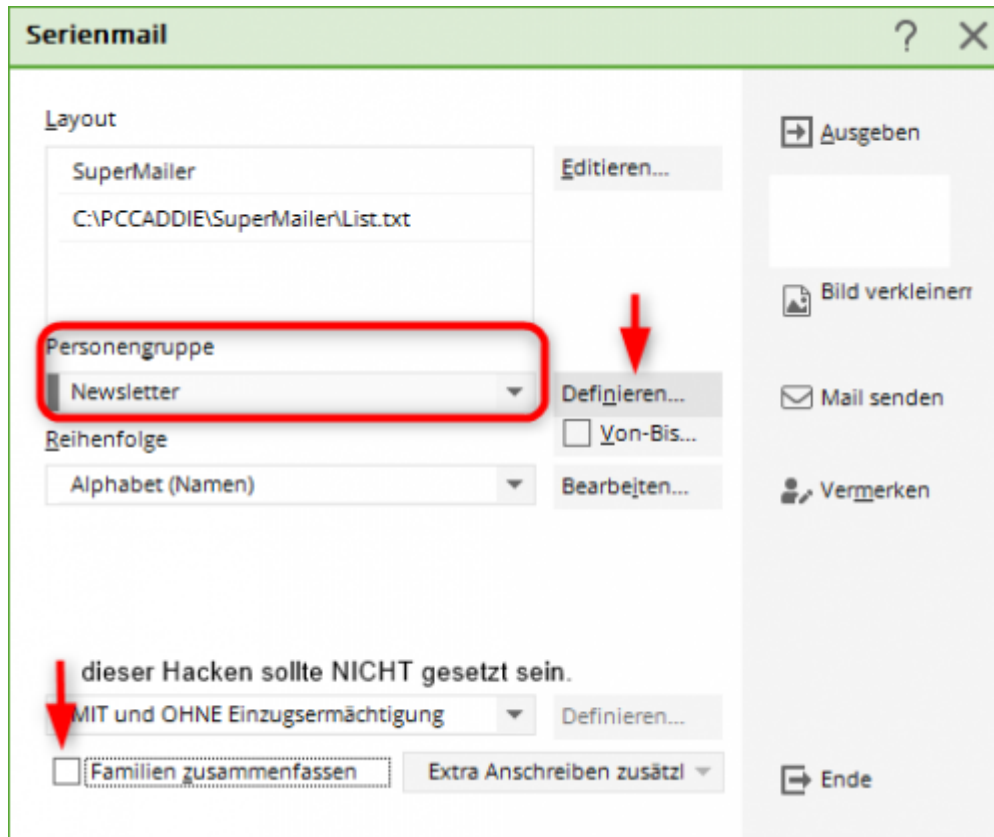 Serienmail
Layout
SuperMailer
Editieren...
C:\PCCADDIE\SuperMailer\List.txt
Personengruppe
Newsletter
Definieren...
Von-Bis...
Reihenfolge
Alphabet (Namen)
Bearbeiten...
dieser Hacken sollte NICHT gesetzt sein.
MIT und OHNE Einzugsermächtigung
Definieren...
Familien zusammenfassen
Extra Anschreiben zusätzl
Ausgeben
Bild verkleinerr
Mail senden
Vermerken
Ende